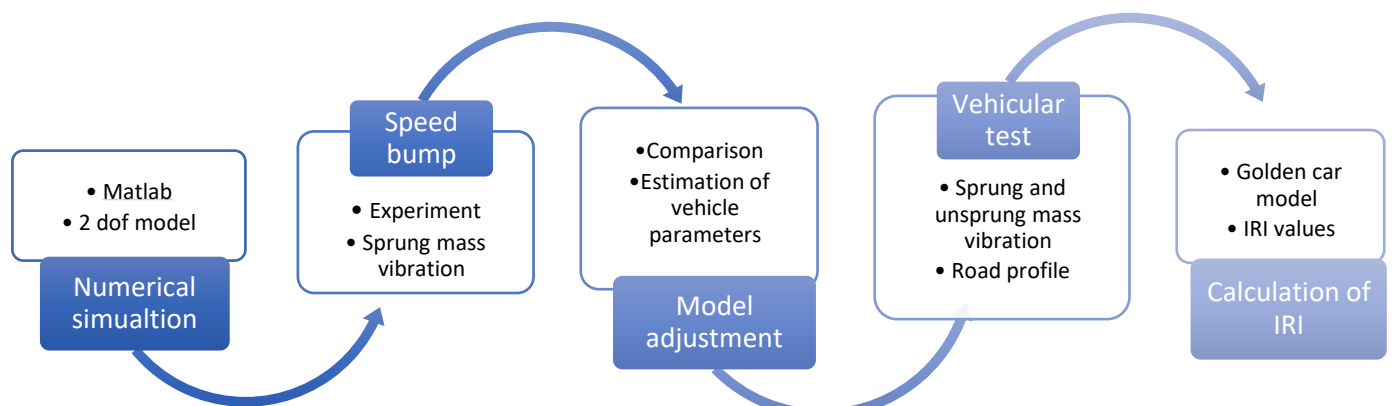 • Matlab
• 2 dof model
Numerical
simualtion
Speed
bump
• Experiment
• Sprung mass
vibration
•Comparison
•Estimation of
vehicle
parameters
Model
adjustment
Vehicular
test
• Sprung and
unsprung mass
vibration
• Road profile
• Golden car
model
• IRI values
Calculation of
IRI